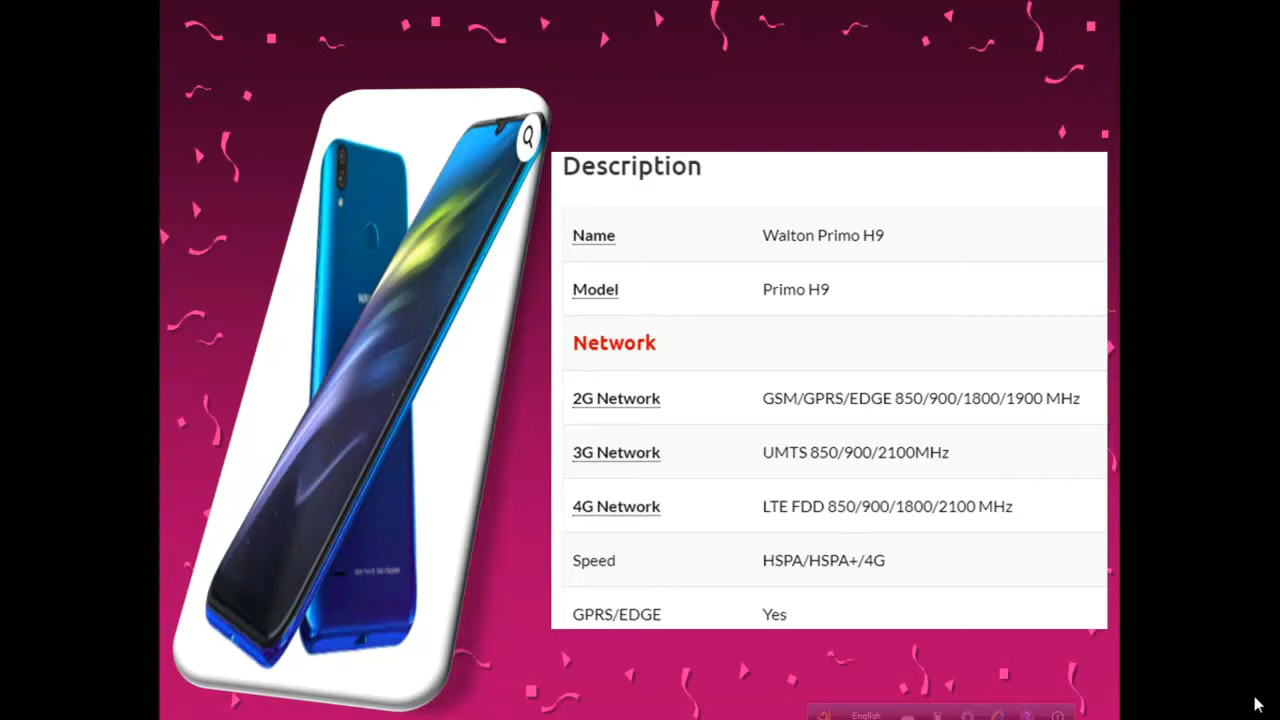 Description
Name Walton Primo H9
Model Primo H9
Network
2G Network GSM/GPRS/EDGE 850/900/1800/1900 MHz
3G Network UMTS 850/900/2100MHz
4G Network LTE FDD 850/900/1800/2100 MHz
Speed HSPA/HSPA+/4G
GPRS/EDGE Yes
English